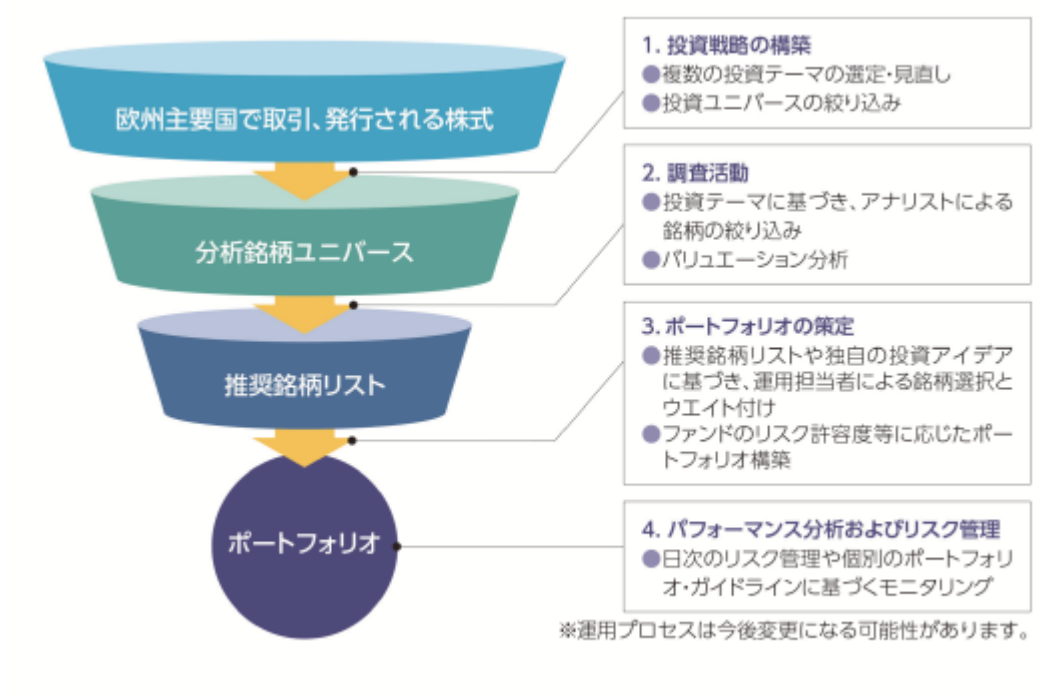 欧州主要国で取引、発行される株式
分析銘柄ユニバース
推奨銘柄リスト
ポートフォリオ
1. 投資戦略の構築
●複数の投資テーマの選定・見直し
●投資ユニバースの絞り込み
2. 調査活動
●投資テーマに基づき、アナリストによる
銘柄の絞り込み
●バリュエーション分析
3. ポートフォリオの策定
●推奨銘柄リストや独自の投資アイデア
に基づき、運用担当者による銘柄選択と
ウエイト付け
●ファンドのリスク許容度等に応じたポー
トフォリオ構築
4. パフォーマンス分析およびリスク管理
●日次のリスク管理や個別のポートフォリ
オ・ガイドラインに基づくモニタリング
※運用プロセスは今後変更になる可能性があります。